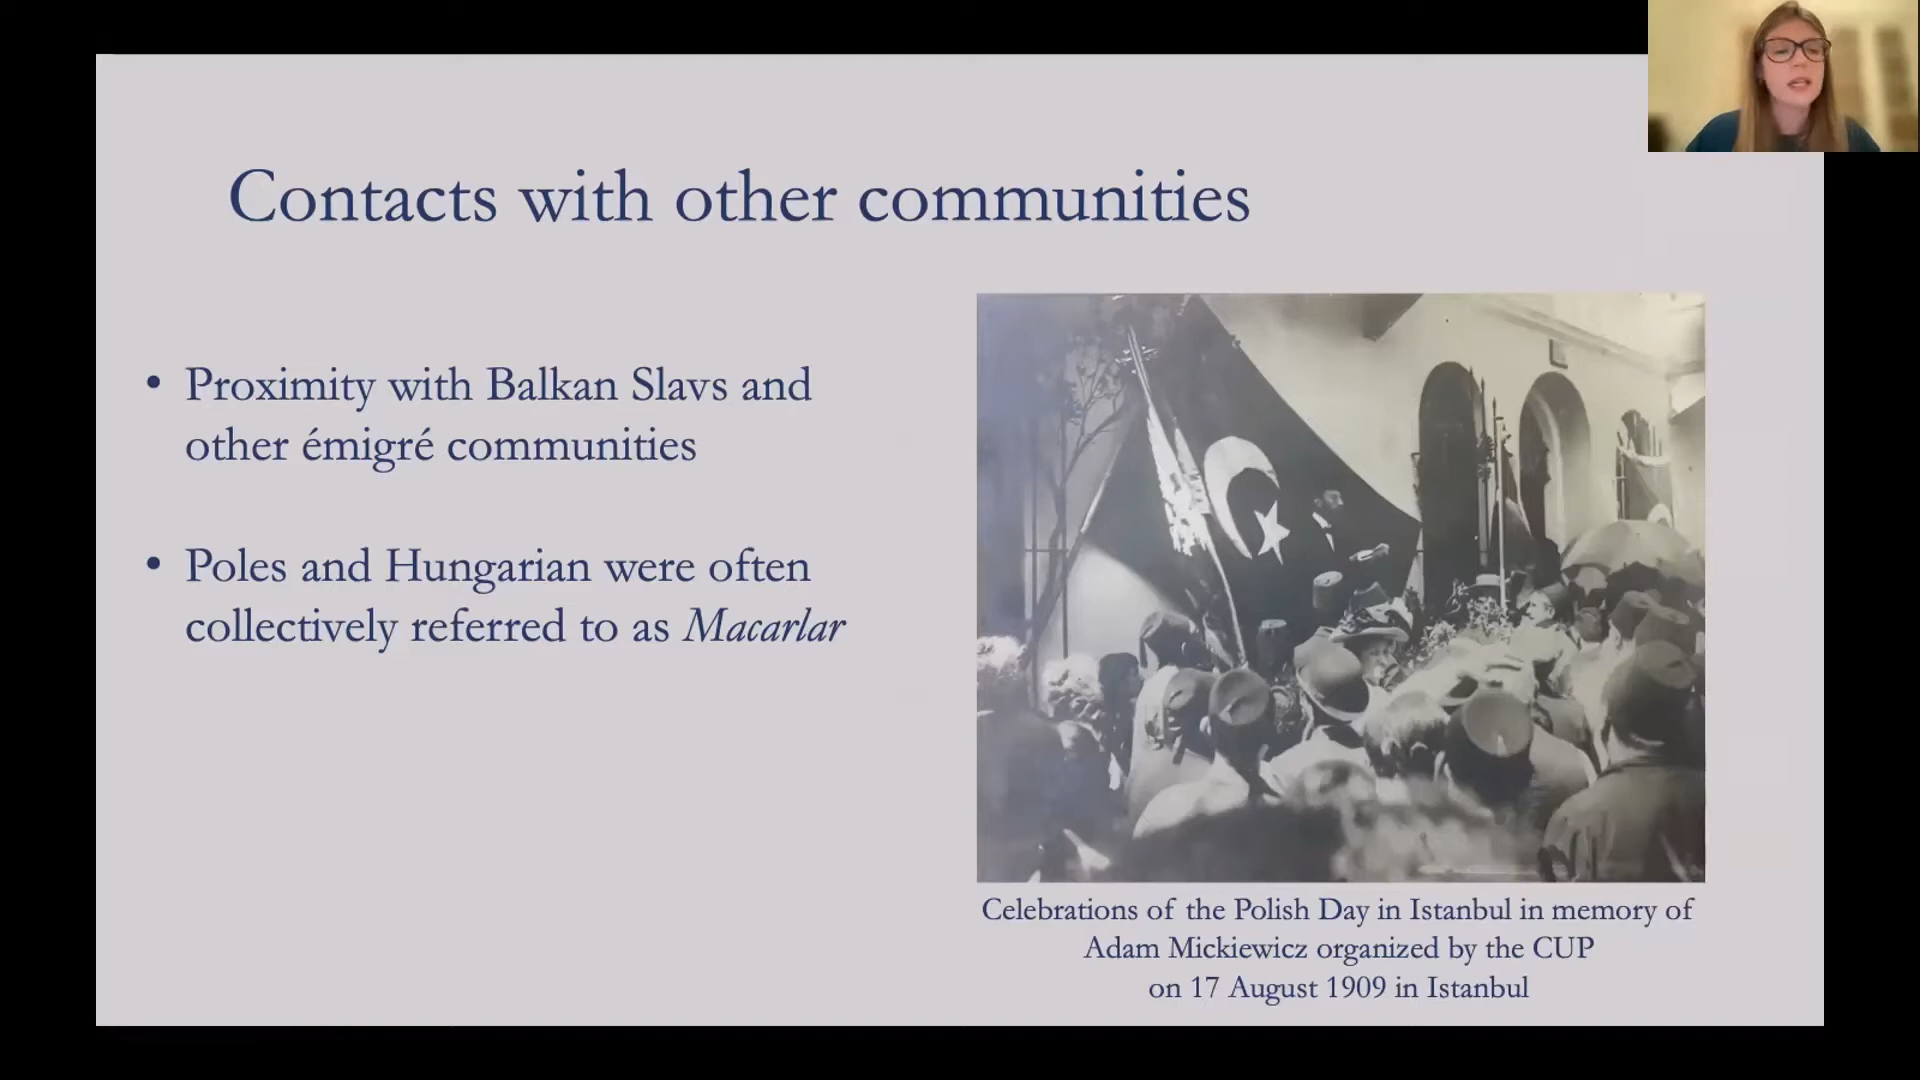 Contacts with other communities
• Proximity with Balkan Slavs and
other émigré communities
• Poles and Hungarian were often
collectively referred to as Macarlar
Celebrations of the Polish Day in Istanbul in memory of
Adam Mickiewicz organized by the CUP
on 17 August 1909 in Istanbul